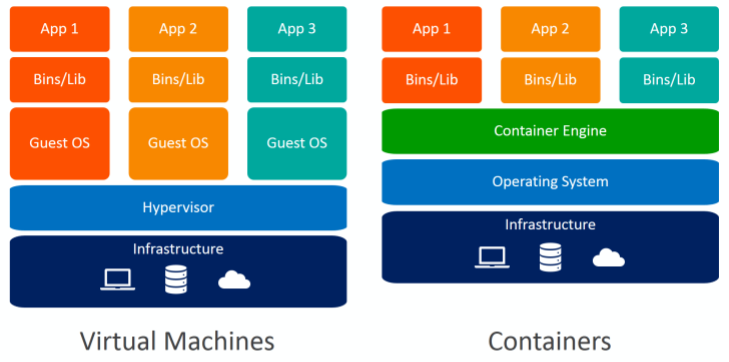 App 1
App 2
App 3
Bins/Lib
Bins/Lib
Bins/Lib
Guest OS
Guest OS
Guest OS
Hypervisor
Infrastructure
Virtual Machines
App 1
App 2
App 3
Bins/Lib
Bins/Lib
Bins/Lib
Container Engine
Operating System
Infrastructure
Containers